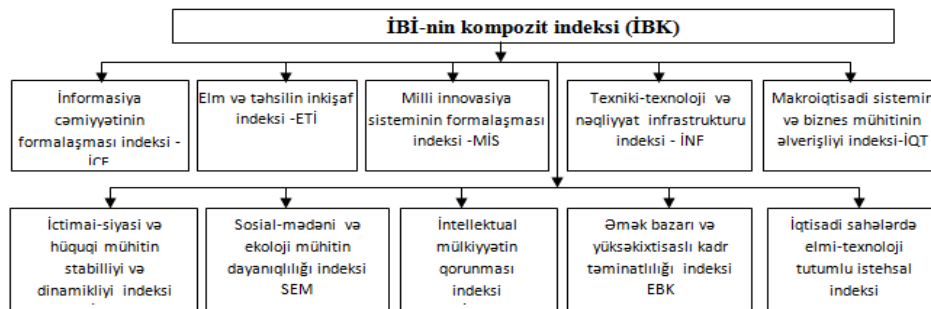 İBİ-nin kompozit indeksi (İBK)
İnformasiya
cəmiyyətinin
formalaşması indeksi -
İCF
Elm və təhsilin inkişaf
indeksi -ETİ
Milli innovasiya
sisteminin formalaşması
indeksi -MİS
Texniki-texnoloji və
nəqliyyat infrastrukturu
indeksi - İNF
Makroiqtisadi sistemin
və biznes mühitinin
əlverişliyi indeksi-İQT
İctimai-siyasi və
hüquqi mühitin
stabilliyi və
dinamikliyi indeksi
Sosial-mədəni və
ekoloji mühitin
dayanıqlılığı indeksi
SEM
İntellektual
mülkiyyətin
qorunması
indeksi
Əmək bazarı və
yüksəkixtisaslı kadr
təminatlılığı indeksi
EBK
İqtisadi sahələrdə
elmi-texnoloji
tutumlu istehsal
indeksi